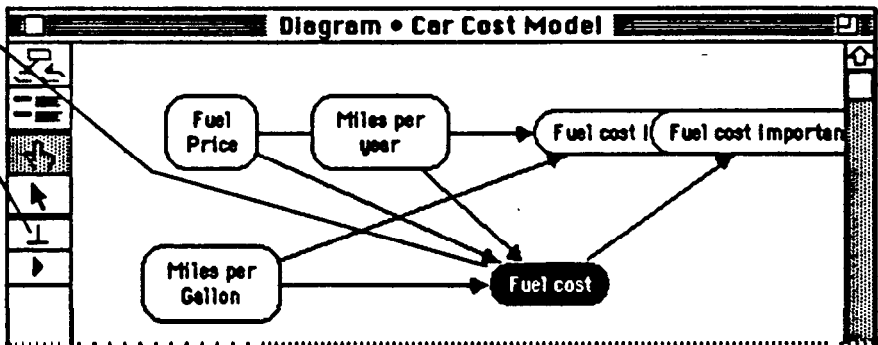 Diagram • Car Cost Model
Fuel
Price
Miles per
year
Fuel cost I
Fuel cost importan
Miles per
Gallon
Fuel cost